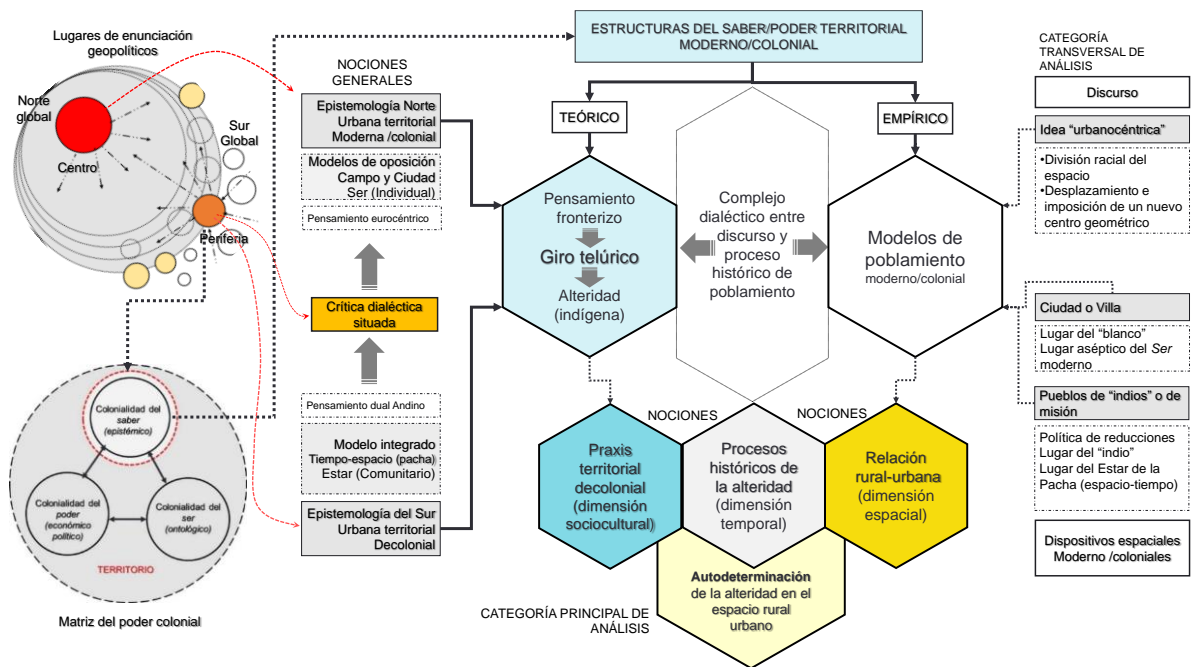 Lugares de enunciación
geopolíticos
Norte
global
Sur
Global
Centro
Periferia
Colonialidad del
saber
(epistémico)
Colonialidad del
poder
(económico
político)
Colonialidad del
ser
(ontológico)
TERRITORIO
Matriz del poder colonial
NOCIONES
GENERALES
Epistemología Norte
Urbana territorial
Moderna /colonial
Modelos de oposición
Campo y Ciudad
Ser (Individual)
Pensamiento eurocéntrico
Crítica dialéctica
situada
Pensamiento dual Andino
Modelo integrado
Tiempo-espacio (pacha)
Estar (Comunitario)
Epistemología del Sur
Urbana territorial
Decolonial
ESTRUCTURAS DEL SABER/PODER TERRITORIAL
MODERNO/COLONIAL
TEÓRICO
EMPÍRICO
Pensamiento
fronterizo
Giro telúrico
Alteridad
(indígena)
Complejo
dialéctico entre
discurso y
proceso
histórico de
poblamiento
Modelos de
poblamiento
moderno/colonial
NOCIONES
NOCIONES
Praxis
territorial
decolonial
(dimensión
sociocultural)
Procesos
históricos de
la alteridad
(dimensión
temporal)
Relación
rural-urbana
(dimensión
espacial)
Autodeterminación
de la alteridad en el
espacio rural
urbano
CATEGORÍA PRINCIPAL DE
ANÁLISIS
CATEGORÍA
TRANSVERSAL DE
ANÁLISIS
Discurso
Idea “urbanocéntrica”
•División racial del
espacio
•Desplazamiento e
imposición de un nuevo
centro geométrico
Ciudad o Villa
Lugar del “blanco”
Lugar aséptico del Ser
moderno
Pueblos de “indios” o de
misión
Política de reducciones
Lugar del “indio”
Lugar del Estar de la
Pacha (espacio-tiempo)
Dispositivos espaciales
Moderno /coloniales